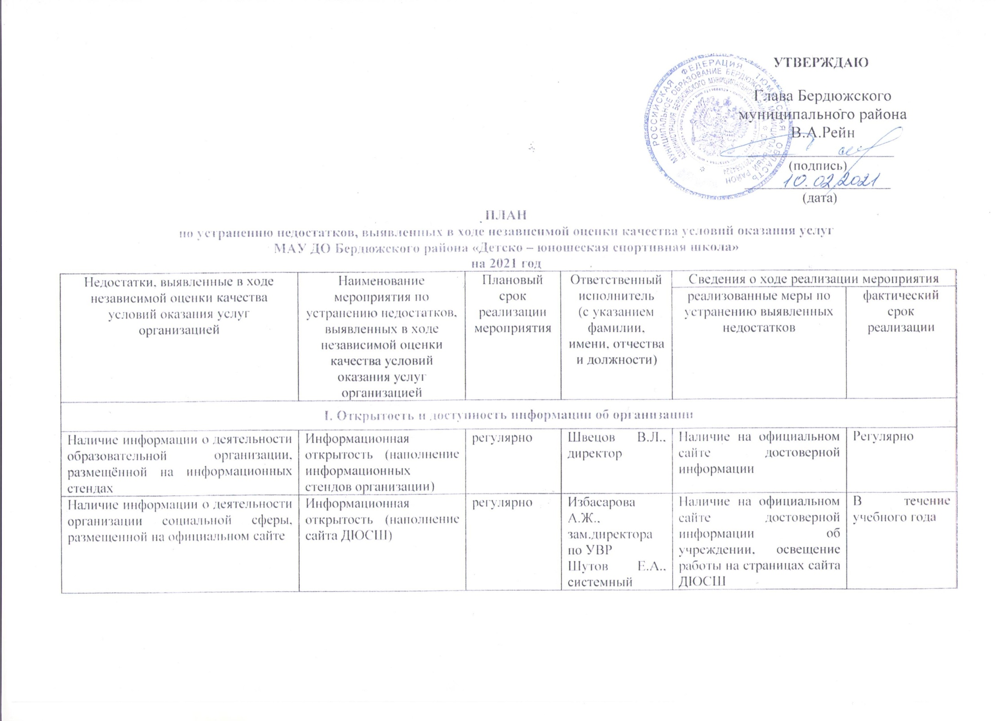 УТВЕРЖДАЮ
Глава Бердюжского
муниципального района
В.А.Рейн
(подпись)
10.02.2021
(дата)
РОССИЙСКАЯ ФЕДЕРАЦИЯ ТЮМЕНСКАЯ ОБЛАСТЬ
МУНИЦИПАЛЬНОЕ ОБРАЗОВАНИЕ БЕРДЮЖСКИЙ МУНИЦИПАЛЬНЫЙ РАЙОН
АДМИНИСТРАЦИЯ БЕРДЮЖСКОГО МУНИЦИПАЛЬНОГО РАЙОНА
ПЛАН
по устранению недостатков, выявленных в ходе независимой оценки качества условий оказания услуг
МАУ ДО Бердюжского района «Детско – юношеская спортивная школа»
на 2021 год
Недостатки, выявленные в ходе
независимой оценки качества
условий оказания услуг
организацией
Наименование
мероприятия по
устранению недостатков,
выявленных в ходе
независимой оценки
качества условий
оказания услуг
организацией
Плановый
срок
реализации
мероприятия
Ответственный
исполнитель
(с указанием
фамилии,
имени, отчества
и должности)
Сведения о ходе реализации мероприятия
реализованные меры по
устранению выявленных
недостатков
фактический
срок
реализации
I. Открытость и доступность информации об организации
Наличие информации о деятельности
образовательной организации,
размещённой на информационных
стендах
Информационная
открытость (наполнение
информационных
стендов организации)
регулярно
Швецов В.Л.,
директор
Наличие на официальном
сайте достоверной
информации
Регулярно
Наличие информации о деятельности
организации социальной сферы,
размещенной на официальном сайте
Информационная
открытость (наполнение
сайта ДЮСШ)
регулярно
Избасарова
А.Ж.,
зам.директора
по УВР
Шутов Е.А.,
системный
Наличие на официальном
сайте достоверной
информации об
учреждении, освещение
работы на страницах сайта
ДЮСШ
В течение
учебного года